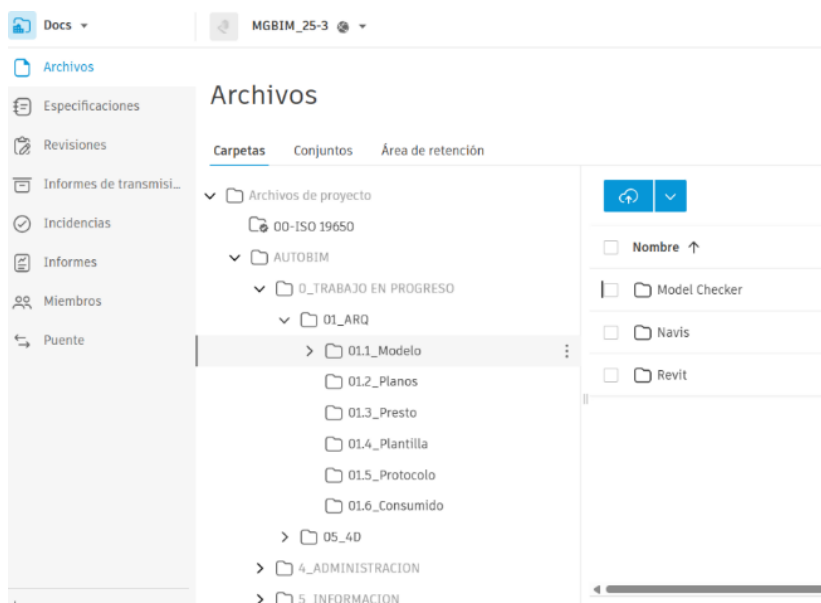 Docs
MGBIM_25-3
Archivos
Especificaciones
Revisiones
Informes de transmisi...
Incidencias
Informes
Miembros
Puente
Archivos
Carpetas Conjuntos Área de retención
Archivos de proyecto
00-ISO 19650
AUTOBIM
0_TRABAJO EN PROGRESO
01_ARQ
01.1_Modelo
01.2_Planos
01.3_Presto
01.4_Plantilla
01.5_Protocolo
01.6_Consumido
05_4D
4_ADMINISTRACION
5_INFORMACION
Nombre
Model Checker
Navis
Revit